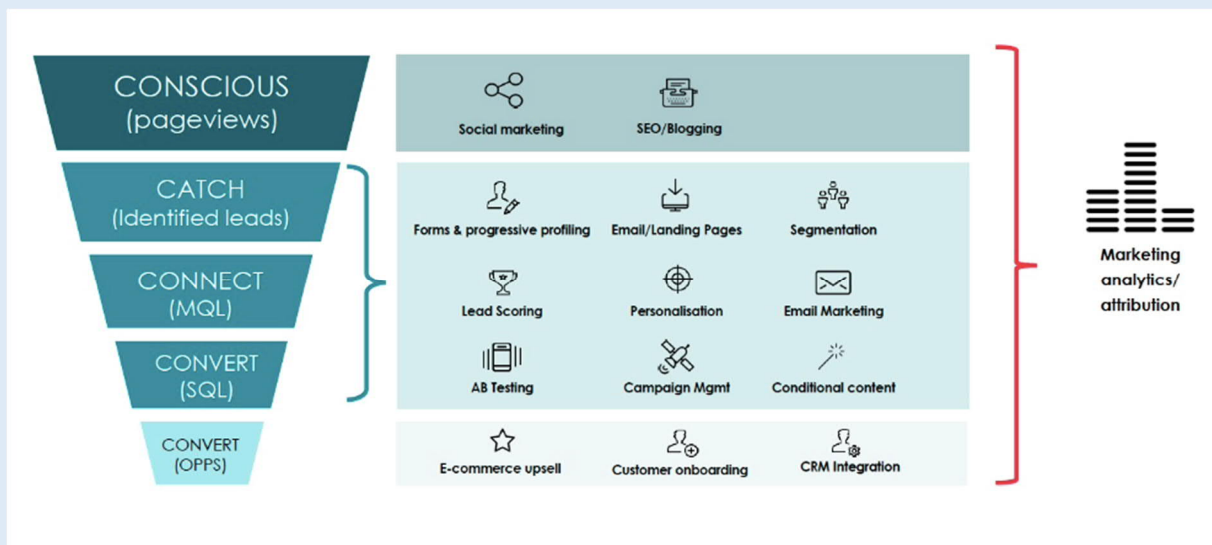 CONSCIOUS
(pageviews)
Social marketing
SEO/Blogging
CATCH
(Identified leads)
Forms & progressive profiling
Email/Landing Pages
Segmentation
CONNECT
(MQL)
Lead Scoring
Personalisation
Email Marketing
CONVERT
(SQL)
AB Testing
Campaign Mgmt
Conditional content
CONVERT
(OPPS)
E-commerce upsell
Customer onboarding
CRM Integration
Marketing
analytics/
attribution